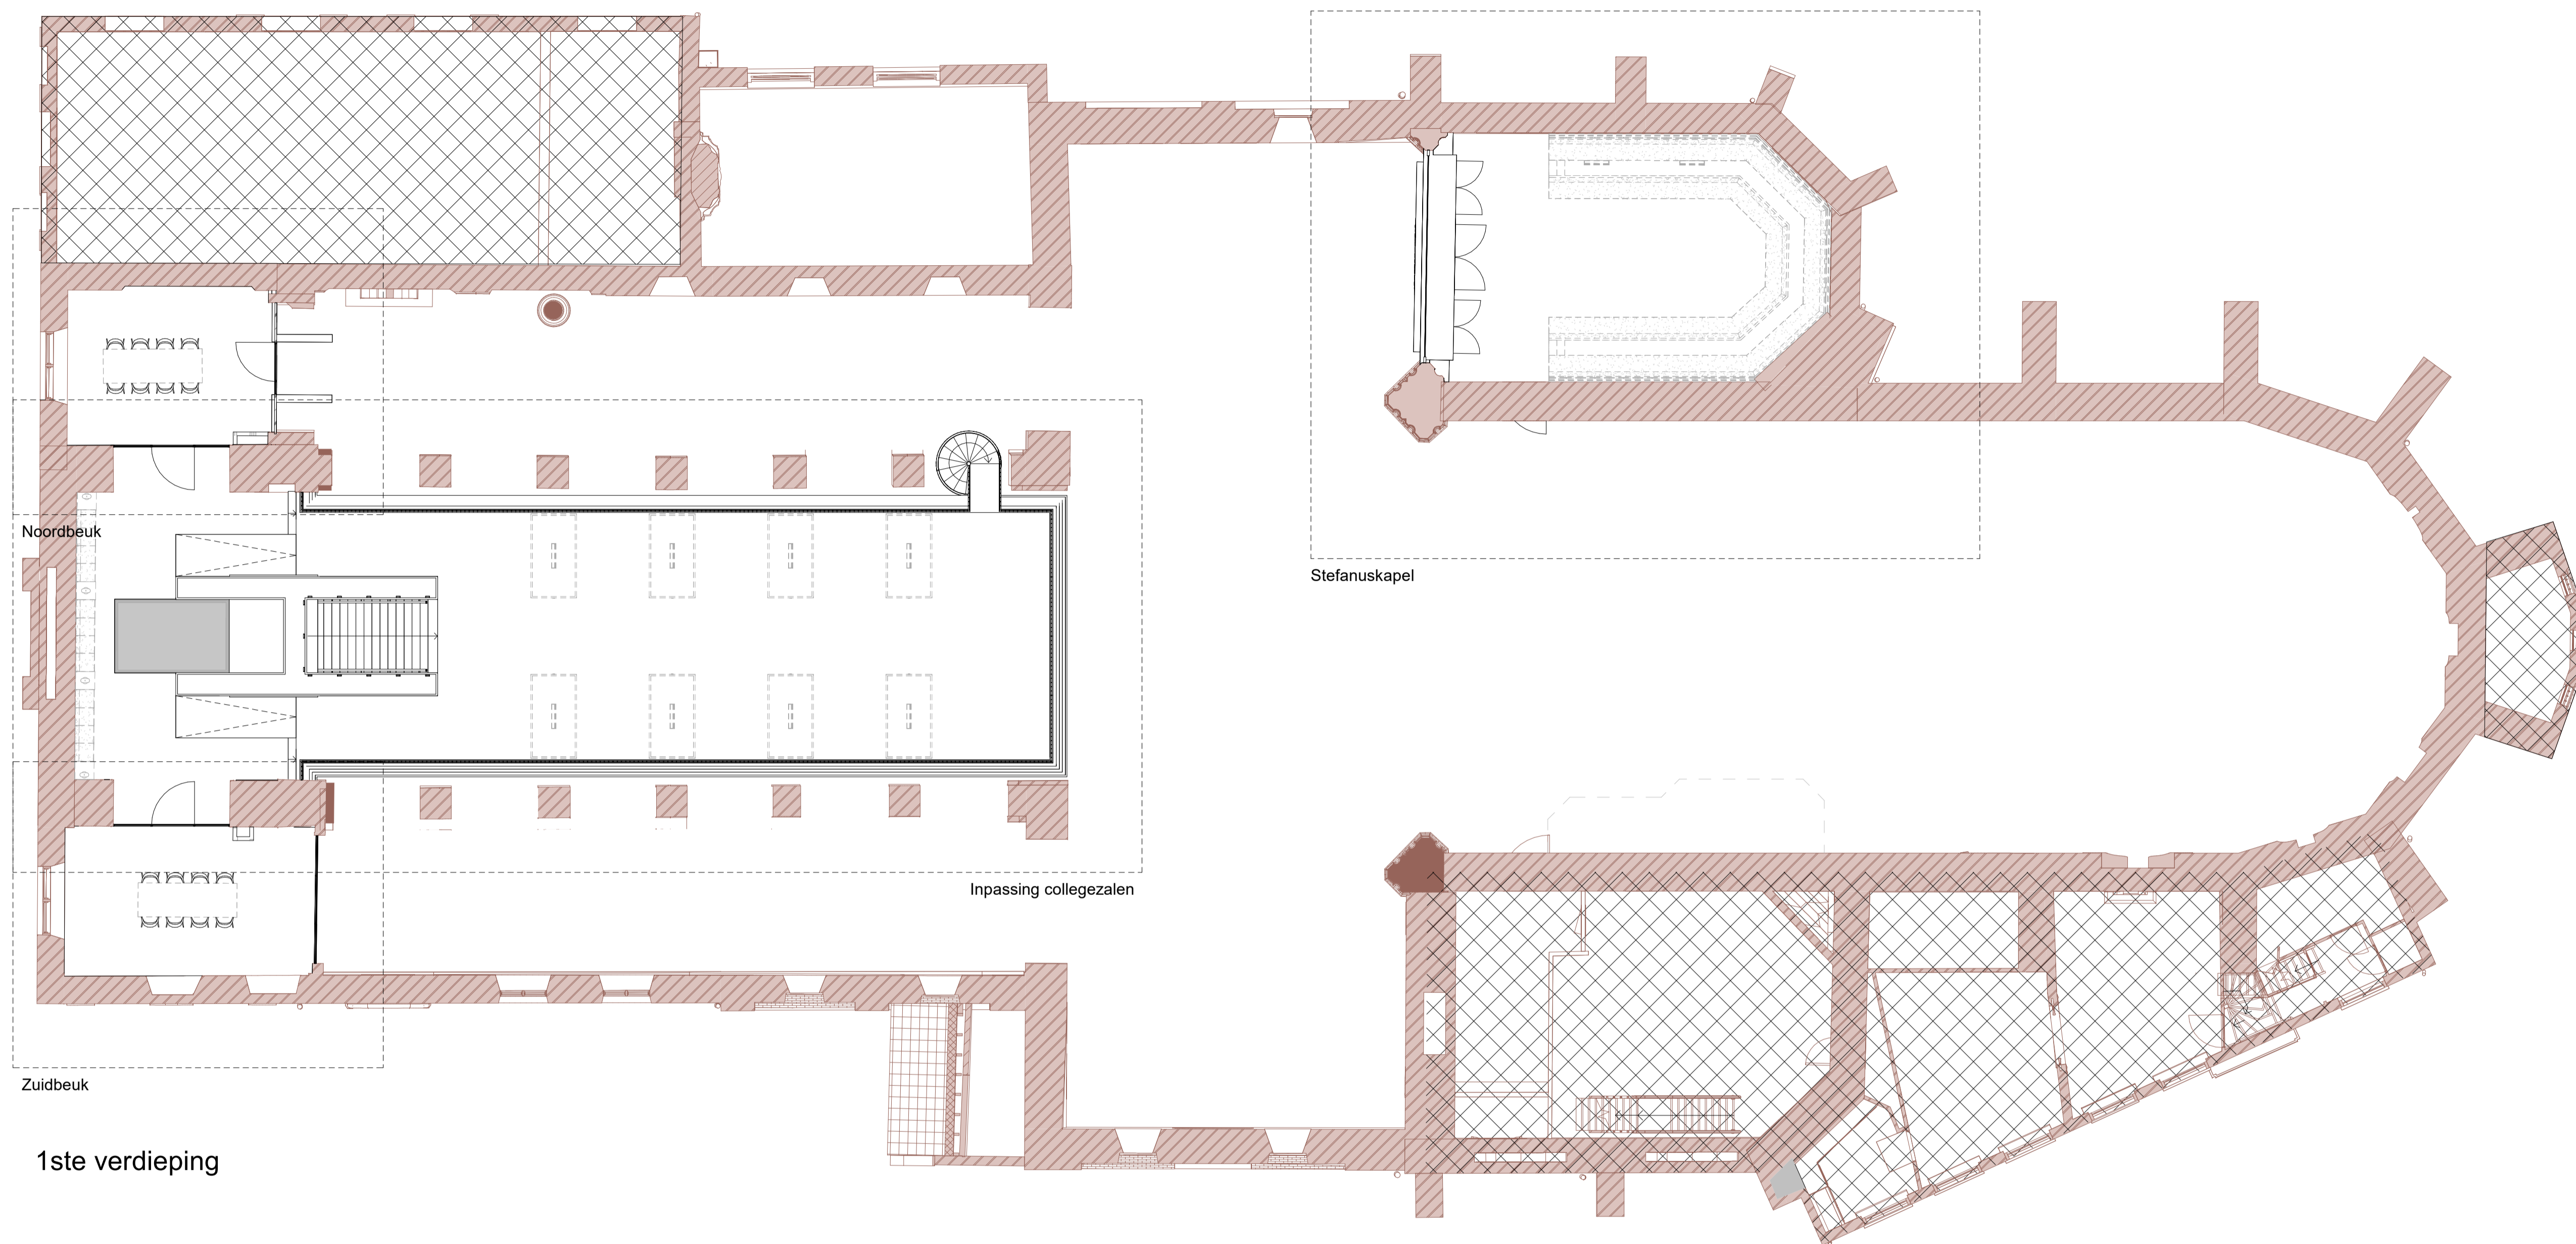 Noordbeuk
Stefanuskapel
Inpassing collegezalen
Zuidbeuk
1ste verdieping